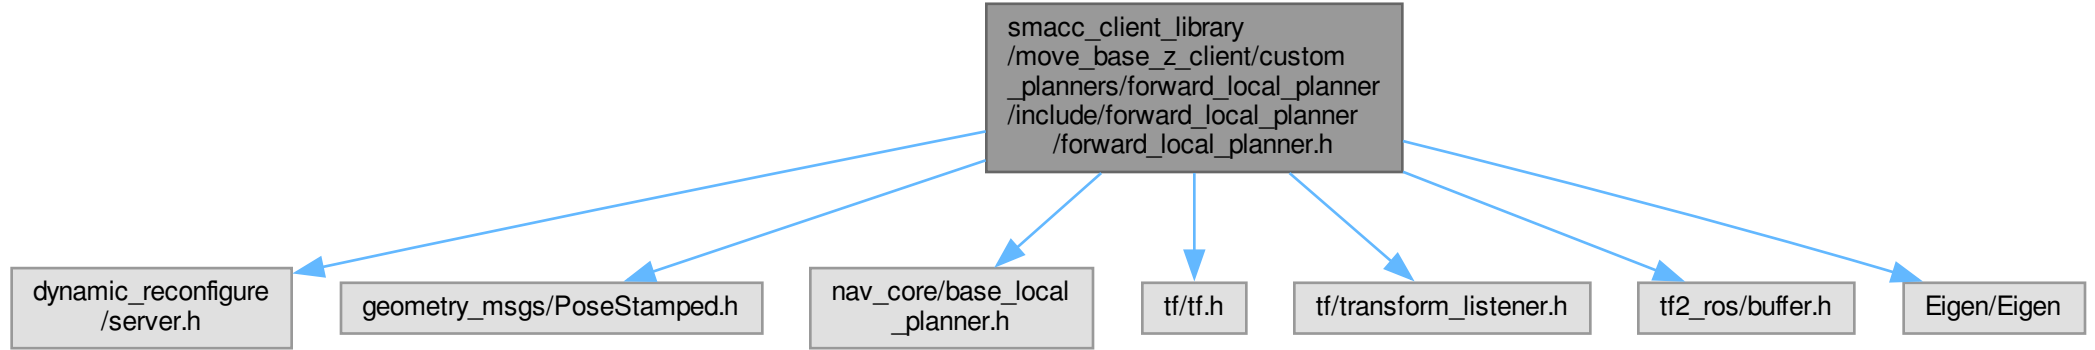 smacc_client_library
/move_base_z_client/custom
_planners/forward_local_planner
/include/forward_local_planner
/forward_local_planner.h
dynamic_reconfigure
/server.h
geometry_msgs/PoseStamped.h
nav_core/base_local
_planner.h
tf/tf.h
tf/transform_listener.h
tf2_ros/buffer.h
Eigen/Eigen